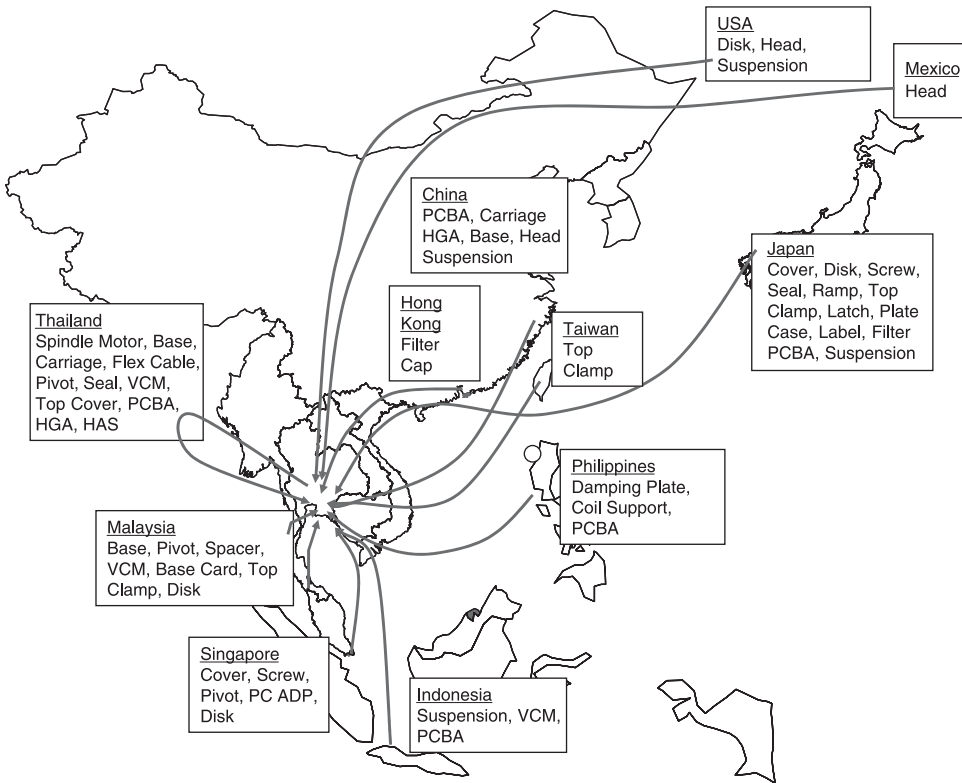 USA
Disk, Head,
Suspension
Mexico
Head
China
PCBA, Carriage
HGA, Base, Head
Suspension
Japan
Cover, Disk, Screw,
Seal, Ramp, Top
Clamp, Latch, Plate
Case, Label, Filter
PCBA, Suspension
Hong
Kong
Filter
Cap
Taiwan
Top
Clamp
Thailand
Spindle Motor, Base,
Carriage, Flex Cable,
Pivot, Seal, VCM,
Top Cover, PCBA,
HGA, HAS
Philippines
Damping Plate,
Coil Support,
PCBA
Malaysia
Base, Pivot, Spacer,
VCM, Base Card, Top
Clamp, Disk
Singapore
Cover, Screw,
Pivot, PC ADP,
Disk
Indonesia
Suspension, VCM,
PCBA